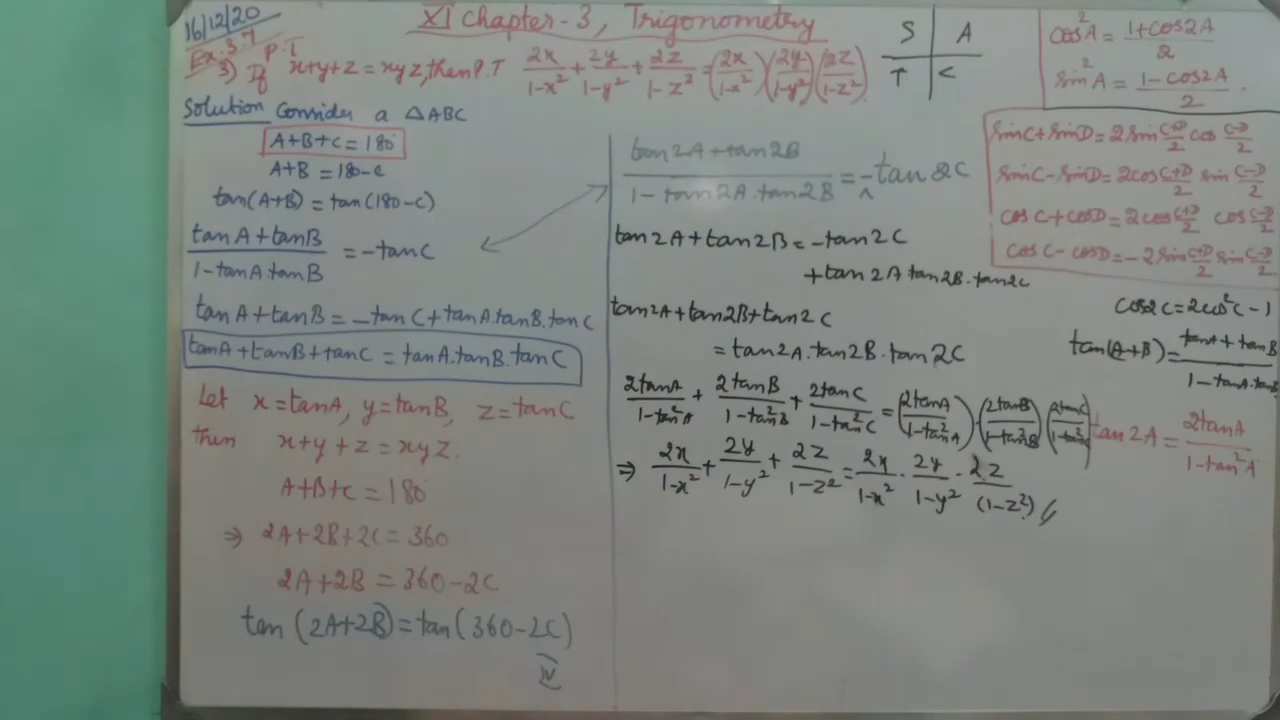 16/12/20
XI Chapter - 3, Trigonometry
Ex. 3.7
P.T
3) If x+y+z = xyz, then P.T 2x/1-x² + 2y/1-y² + 2z/1-z² = (2x/1-x²)(2y/1-y²)(2z/1-z²)
S A
T C
cos²A = 1+cos2A/2
sin²A = 1-cos2A/2.
Solution Consider a △ABC
A+B+C = 180°
A+B = 180-C
tan(A+B) = tan(180-C)
tanA+tanB/1-tanA.tanB = -tanC
tanA+tanB = -tanC+tanA.tanB.tanC
tanA+tanB+tanC = tanA.tanB.tanC
Let x=tanA, y=tanB, z=tanC
then x+y+z = xyz.
A+B+C = 180°
⇒ 2A+2B+2C = 360
2A+2B = 360-2C
tan(2A+2B) = tan(360-2C)
IV
tan2A+tan2B/1-tan2A.tan2B = -tan2C
tan2A+tan2B = -tan2C
+tan2A tan2B.tan2C
tan2A+tan2B+tan2C
= tan2A.tan2B.tan2C
2tanA/1-tan²A + 2tanB/1-tan²B + 2tanC/1-tan²C = (2tanA/1-tan²A).(2tanB/1-tan²B)(2tanC/1-tan²C)
⇒ 2x/1-x² + 2y/1-y² + 2z/1-z² = 2x/1-x² . 2y/1-y² . 2z/(1-z²)
sinC+sinD = 2sin C+D/2 cos C-D/2
sinC-sinD = 2cos C+D/2 sin C-D/2
cosC+cosD = 2cos C+D/2 cos C-D/2
cosC-cosD = -2sin C+D/2 sin C-D/2
cos2C = 2cos²C-1
tan(A+B) = tanA+tanB/1-tanA.tanB
tan2A = 2tanA/1-tan²A